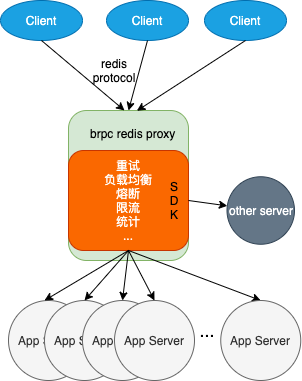 Client
Client
Client
redis
protocol
brpc redis proxy
重试
负载均衡
熔断
限流
统计
...
S
D
K
other server
App S
App S
App S
App Server
...
App Server